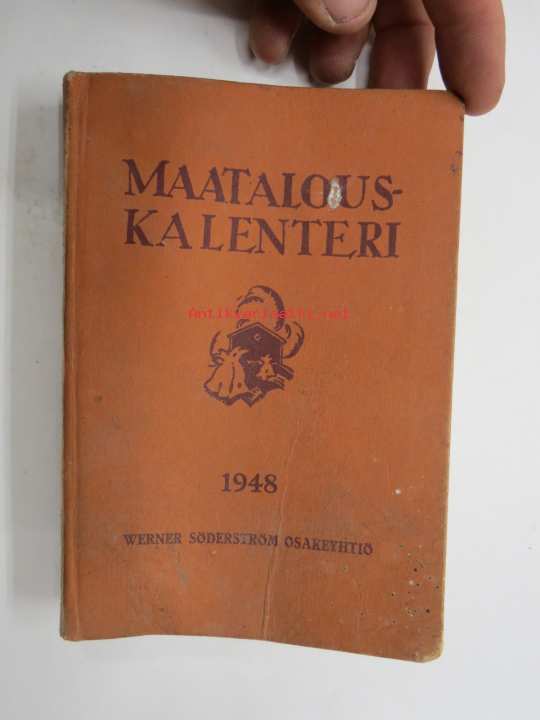 MAATALOUS-
KALENTERI
Antikvariaatti.net
1948
WERNER SÖDERSTRÖM OSAKEYHTIÖ